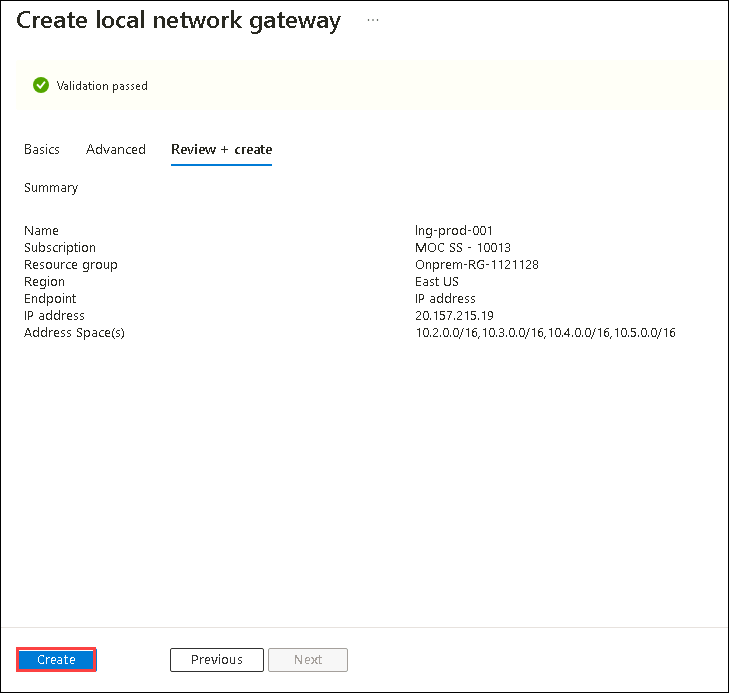 Create local network gateway ...
Validation passed
Basics Advanced Review + create
Summary
Name lng-prod-001
Subscription MOC SS - 10013
Resource group Onprem-RG-1121128
Region East US
Endpoint IP address
IP address 20.157.215.19
Address Space(s) 10.2.0.0/16,10.3.0.0/16,10.4.0.0/16,10.5.0.0/16
Create Previous Next